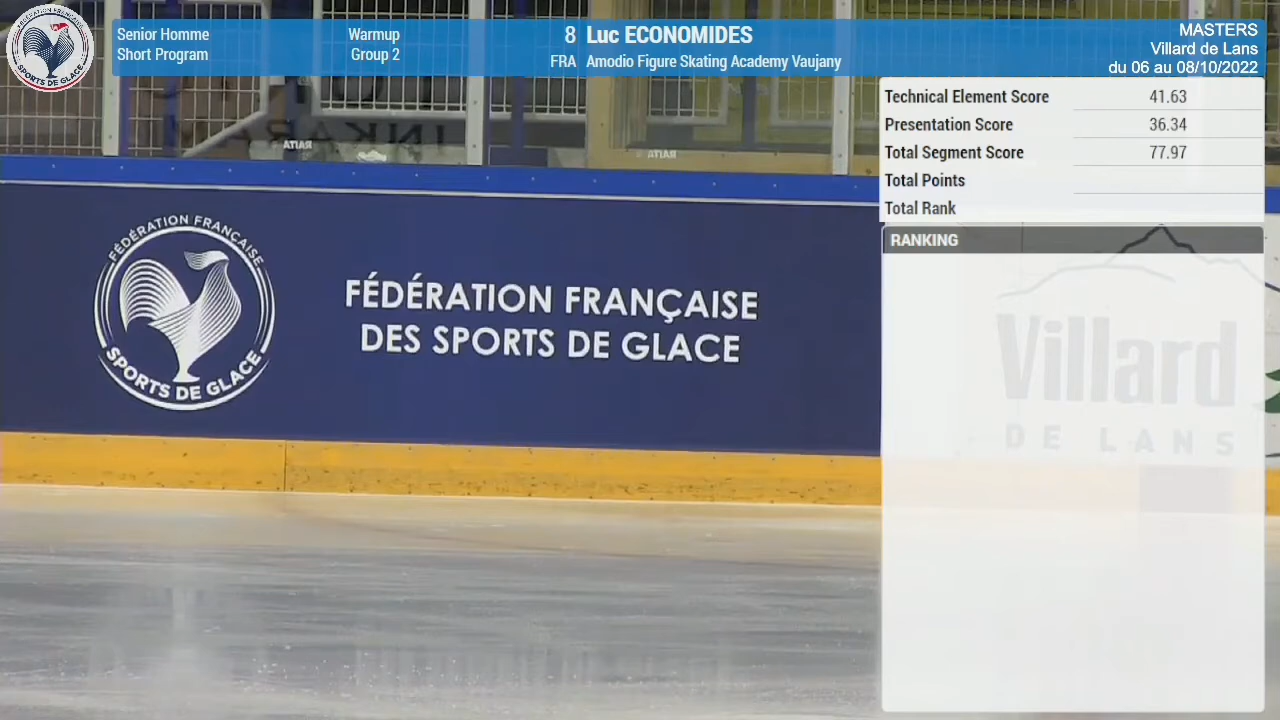 FÉDÉRATION FRANÇAISE
SPORTS DE GLACE
Senior Homme
Short Program
Warmup
Group 2
8 Luc ECONOMIDES
FRA Amodio Figure Skating Academy Vaujany
MASTERS
Villard de Lans
du 06 au 08/10/2022
Technical Element Score 41.63
Presentation Score 36.34
Total Segment Score 77.97
Total Points
Total Rank
RANKING
FÉDÉRATION FRANÇAISE
SPORTS DE GLACE
FÉDÉRATION FRANÇAISE
DES SPORTS DE GLACE
Villard
DE LANS